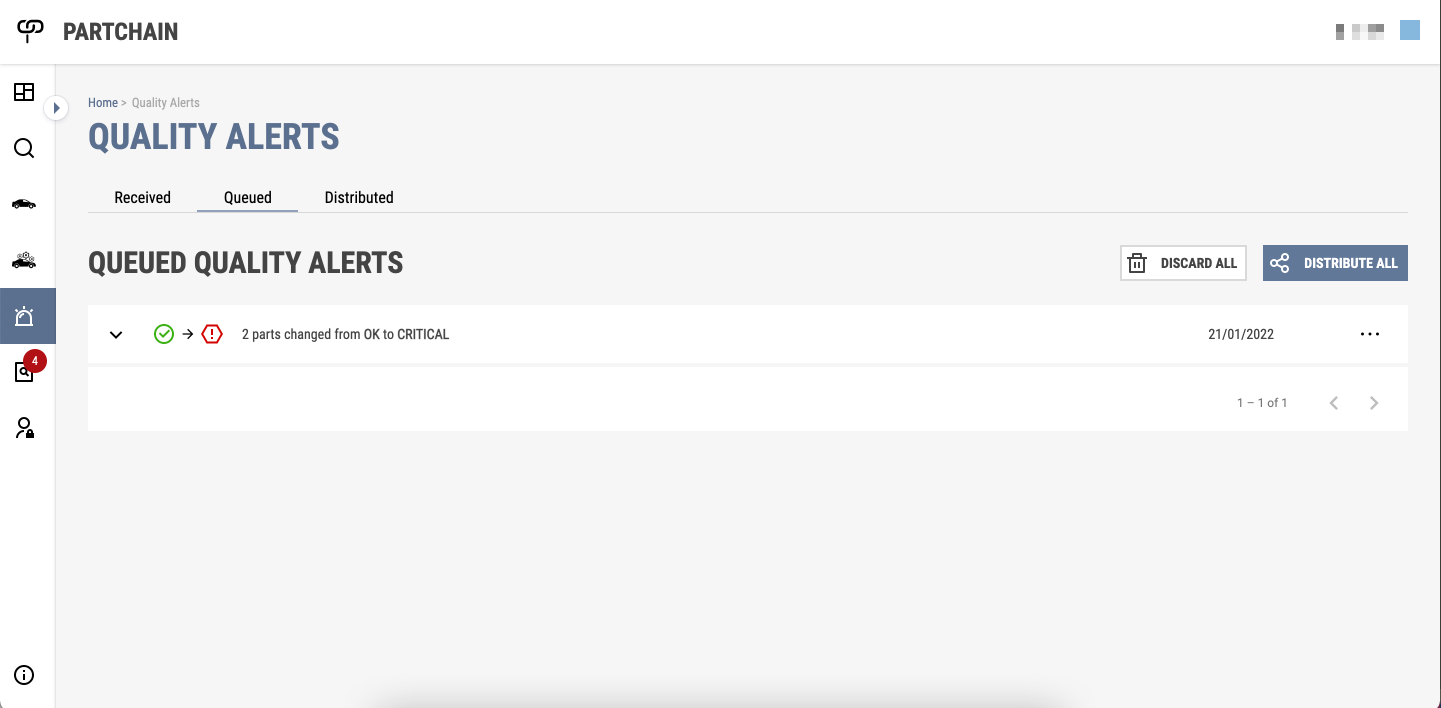 PARTCHAIN
Home > Quality Alerts
QUALITY ALERTS
Received Queued Distributed
QUEUED QUALITY ALERTS
DISCARD ALL DISTRIBUTE ALL
2 parts changed from OK to CRITICAL 21/01/2022
4
1 – 1 of 1